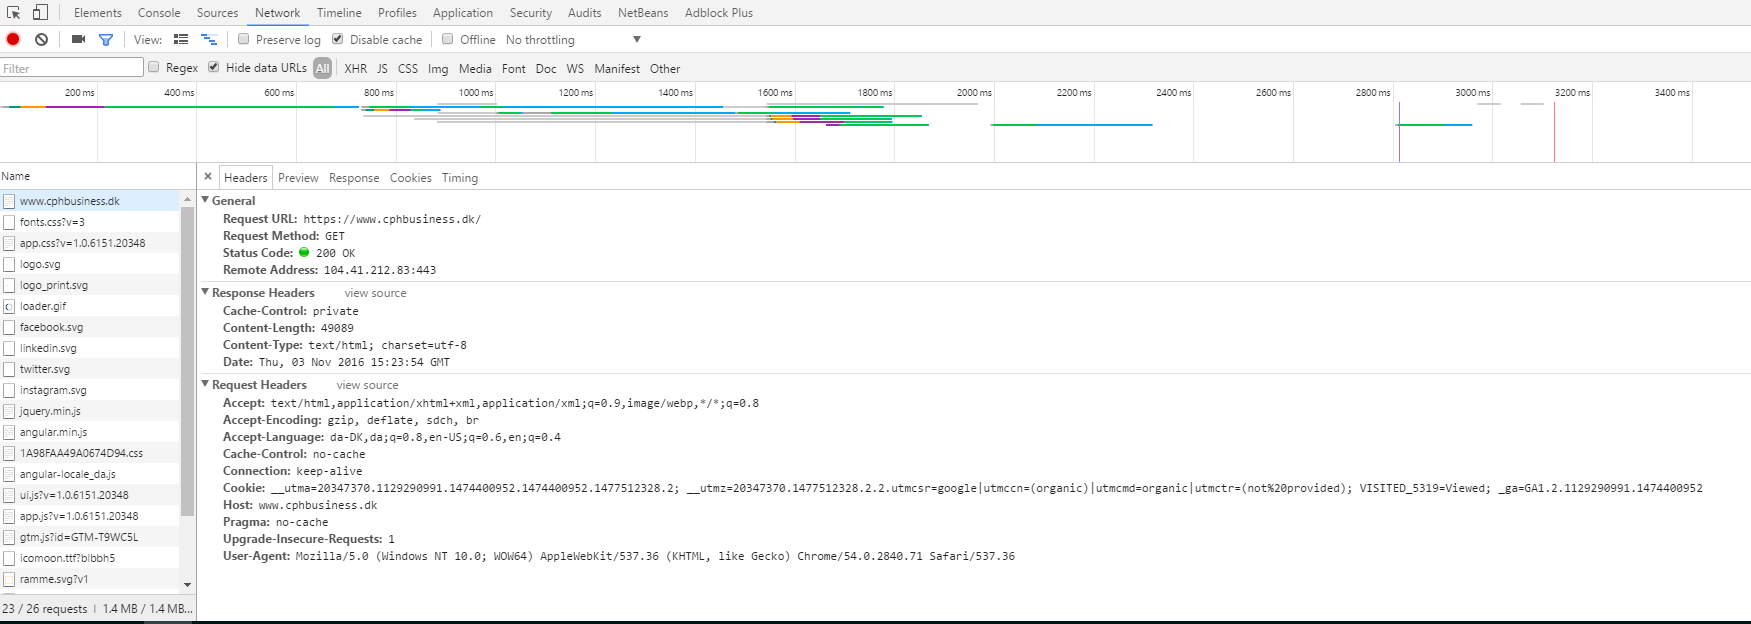 Elements Console Sources Network Timeline Profiles Application Security Audits NetBeans Adblock Plus
View: Preserve log Disable cache Offline No throttling
Filter Regex Hide data URLs All XHR JS CSS Img Media Font Doc WS Manifest Other
200 ms 400 ms 600 ms 800 ms 1000 ms 1200 ms 1400 ms 1600 ms 1800 ms 2000 ms 2200 ms 2400 ms 2600 ms 2800 ms 3000 ms 3200 ms 3400 ms
Name
www.cphbusiness.dk
fonts.css?v=3
app.css?v=1.0.6151.20348
logo.svg
logo_print.svg
loader.gif
facebook.svg
linkedin.svg
twitter.svg
instagram.svg
jquery.min.js
angular.min.js
1A98FAA49A0674D94.css
angular-locale_da.js
ui.js?v=1.0.6151.20348
app.js?v=1.0.6151.20348
gtm.js?id=GTM-T9WC5L
icomoon.ttf?blbbh5
ramme.svg?v1
23 / 26 requests | 1.4 MB / 1.4 MB...
× Headers Preview Response Cookies Timing
General
Request URL: https://www.cphbusiness.dk/
Request Method: GET
Status Code: 200 OK
Remote Address: 104.41.212.83:443
Response Headers view source
Cache-Control: private
Content-Length: 49089
Content-Type: text/html; charset=utf-8
Date: Thu, 03 Nov 2016 15:23:54 GMT
Request Headers view source
Accept: text/html,application/xhtml+xml,application/xml;q=0.9,image/webp,*/*;q=0.8
Accept-Encoding: gzip, deflate, sdch, br
Accept-Language: da-DK,da;q=0.8,en-US;q=0.6,en;q=0.4
Cache-Control: no-cache
Connection: keep-alive
Cookie: __utma=20347370.1129290991.1474400952.1474400952.1477512328.2; __utmz=20347370.1477512328.2.2.utmcsr=google|utmccn=(organic)|utmcmd=organic|utmctr=(not%20provided); VISITED_5319=Viewed; _ga=GA1.2.1129290991.1474400952
Host: www.cphbusiness.dk
Pragma: no-cache
Upgrade-Insecure-Requests: 1
User-Agent: Mozilla/5.0 (Windows NT 10.0; WOW64) AppleWebKit/537.36 (KHTML, like Gecko) Chrome/54.0.2840.71 Safari/537.36